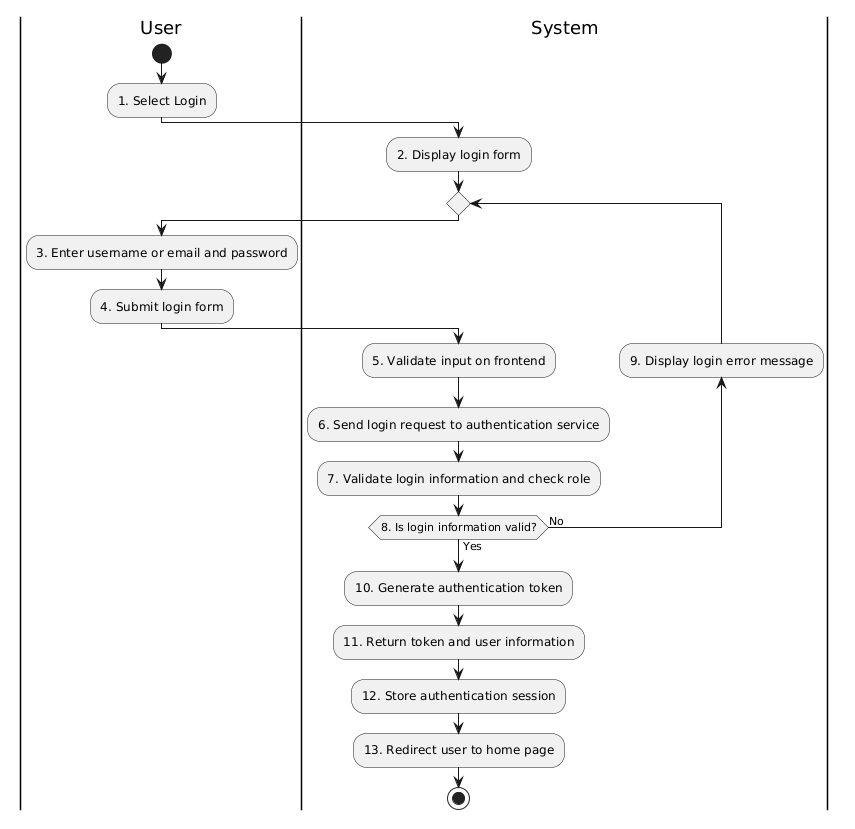 User
System
1. Select Login
2. Display login form
3. Enter username or email and password
4. Submit login form
5. Validate input on frontend
9. Display login error message
6. Send login request to authentication service
7. Validate login information and check role
8. Is login information valid?
No
Yes
10. Generate authentication token
11. Return token and user information
12. Store authentication session
13. Redirect user to home page